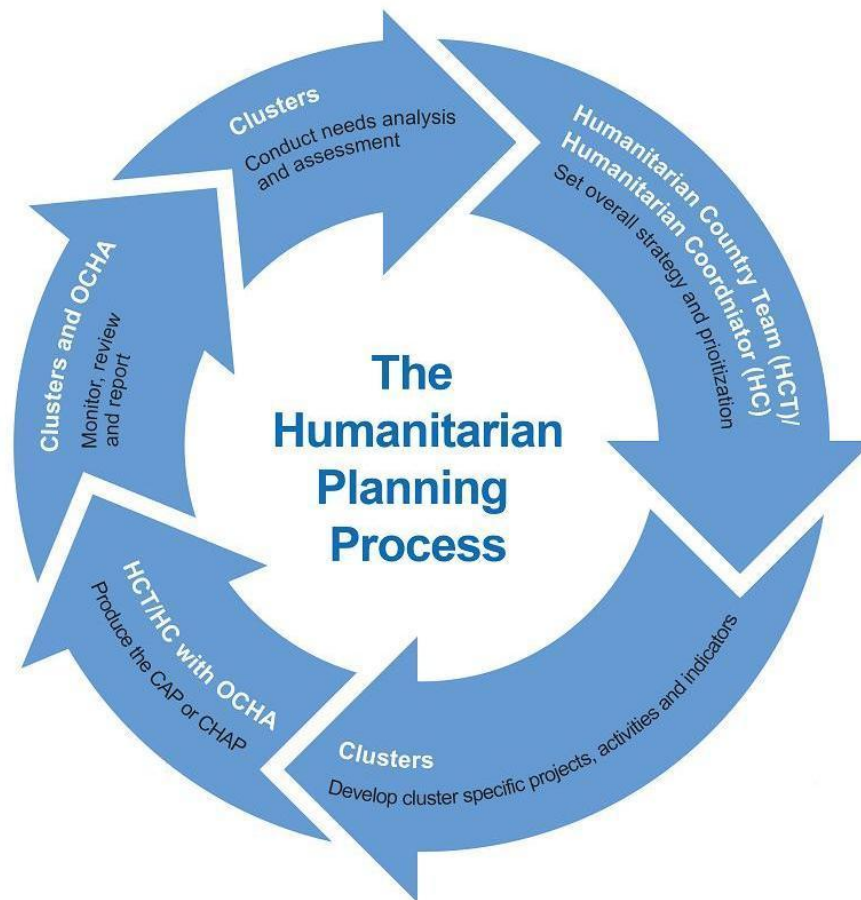 The
Humanitarian
Planning
Process
Clusters
Conduct needs analysis
and assessment
Humanitarian Country Team (HCT)/
Humanitarian Coordniator (HC)
Set overall strategy and prioitization
Clusters
Develop cluster specific projects, activities and indicators
HCT/HC with OCHA
Produce the CAP or CHAP
Clusters and OCHA
Monitor, review
and report